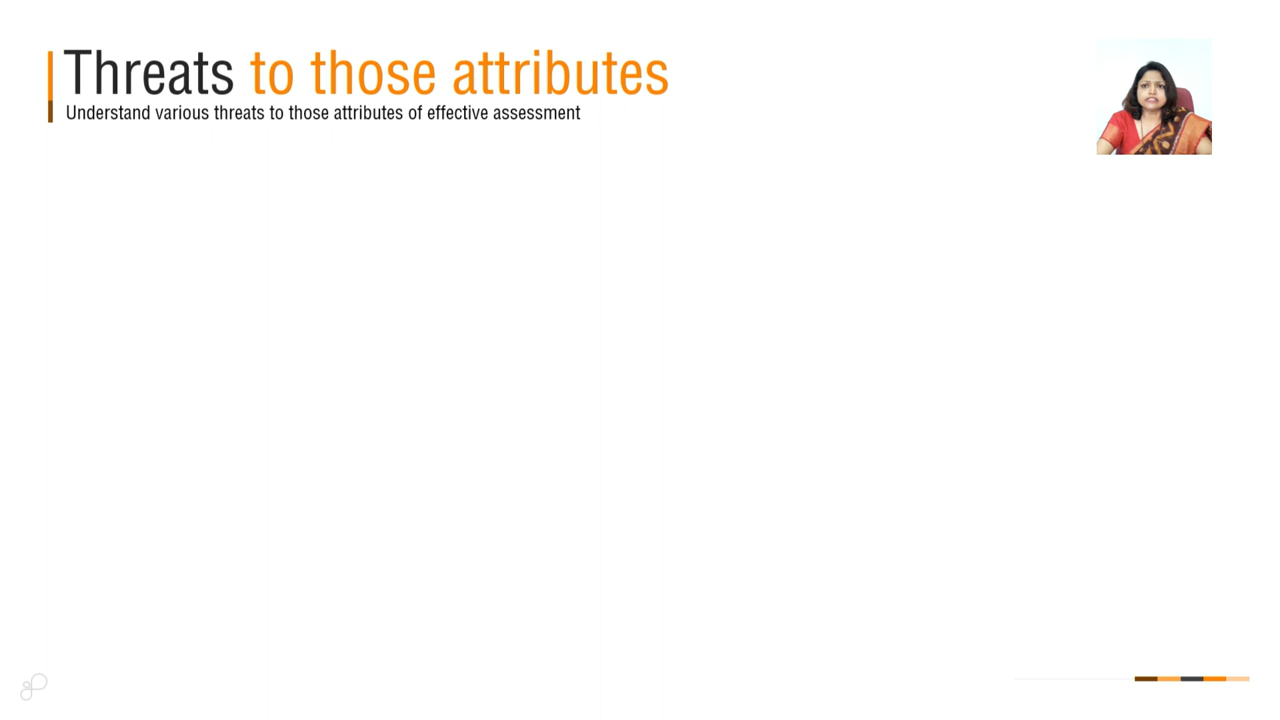 Threats to those attributes
Understand various threats to those attributes of effective assessment